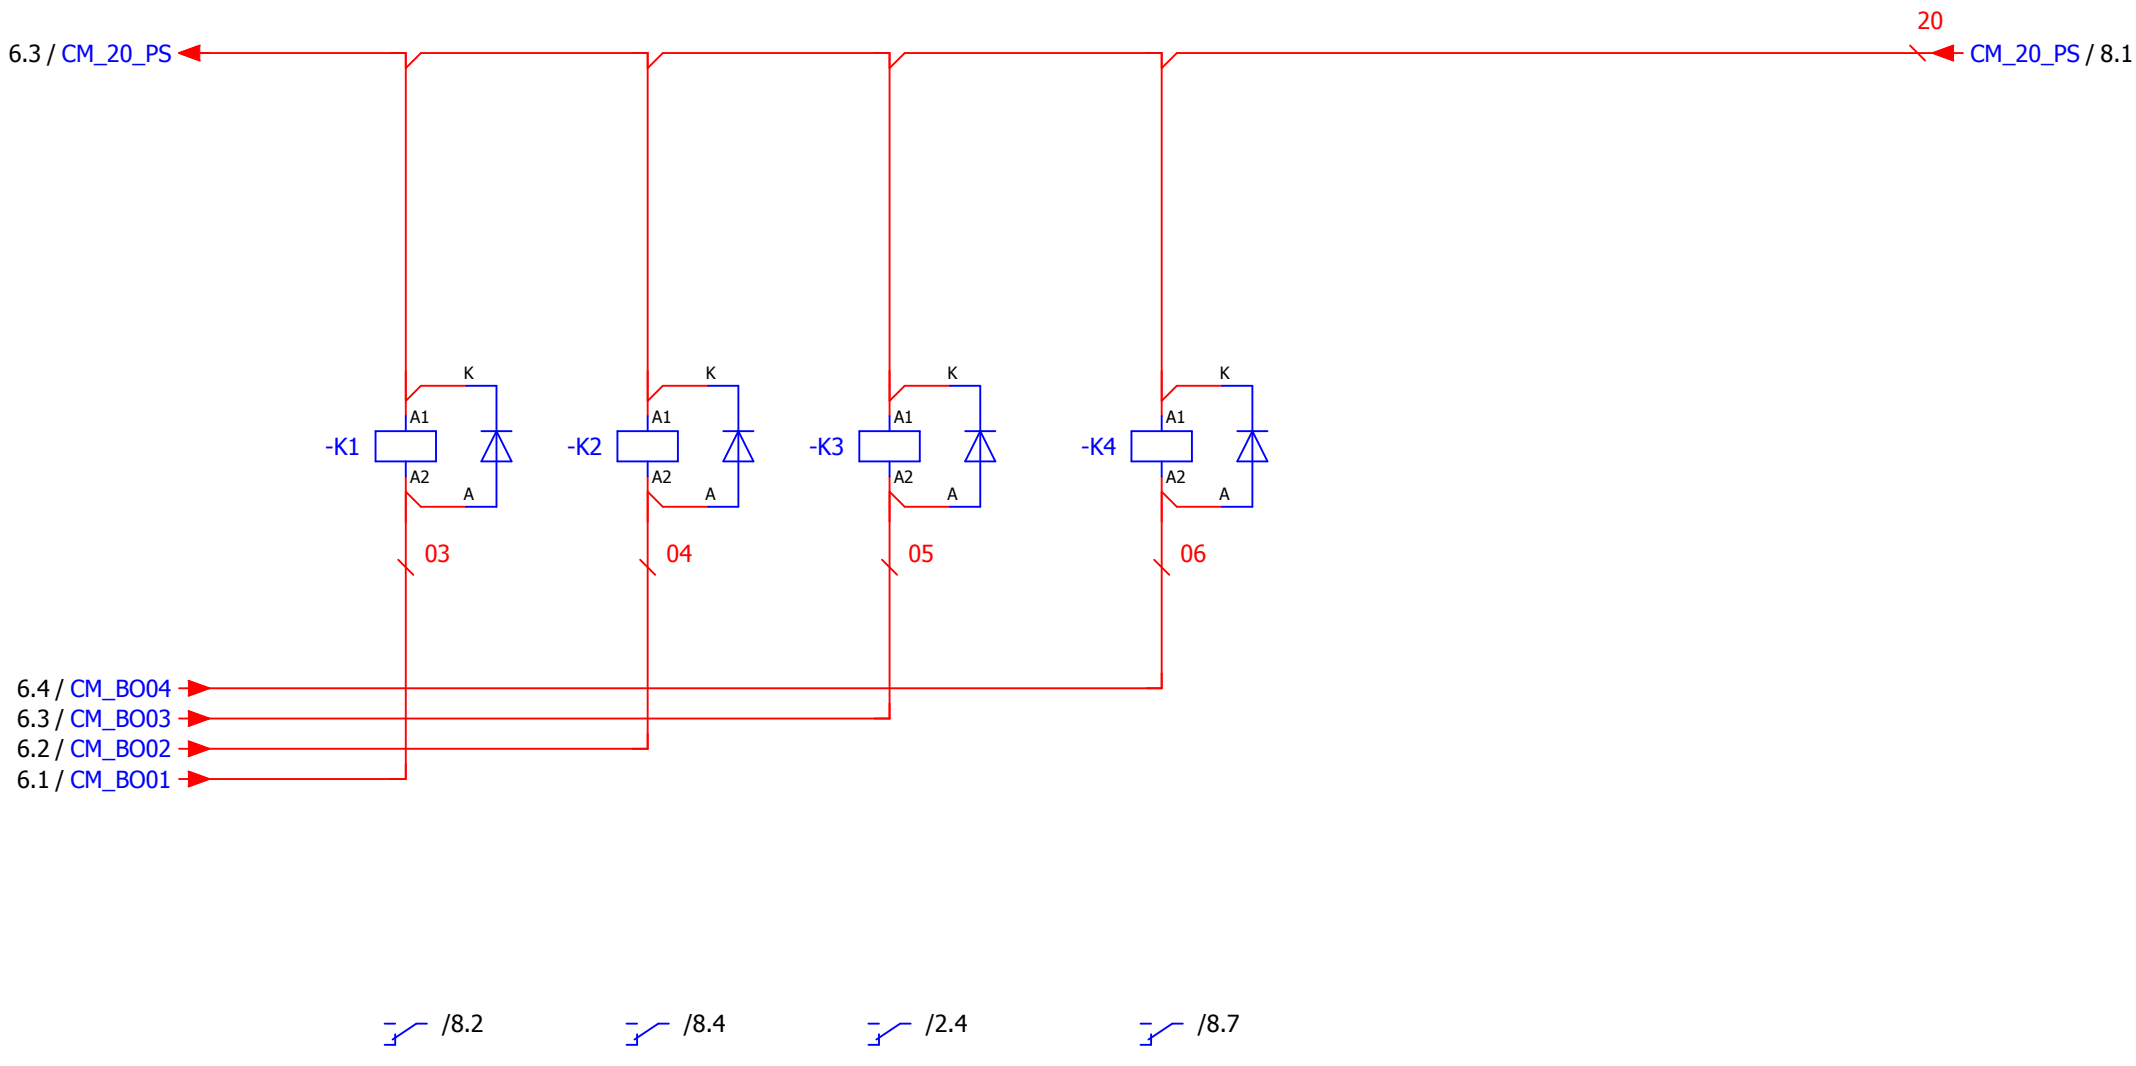 20
6.3 / CM_20_PS
CM_20_PS / 8.1
K K K K
A1 A1 A1 A1
-K1 -K2 -K3 -K4
A2 A2 A2 A2
A A A A
03 04 05 06
6.4 / CM_BO04
6.3 / CM_BO03
6.2 / CM_BO02
6.1 / CM_BO01
/8.2 /8.4 /2.4 /8.7